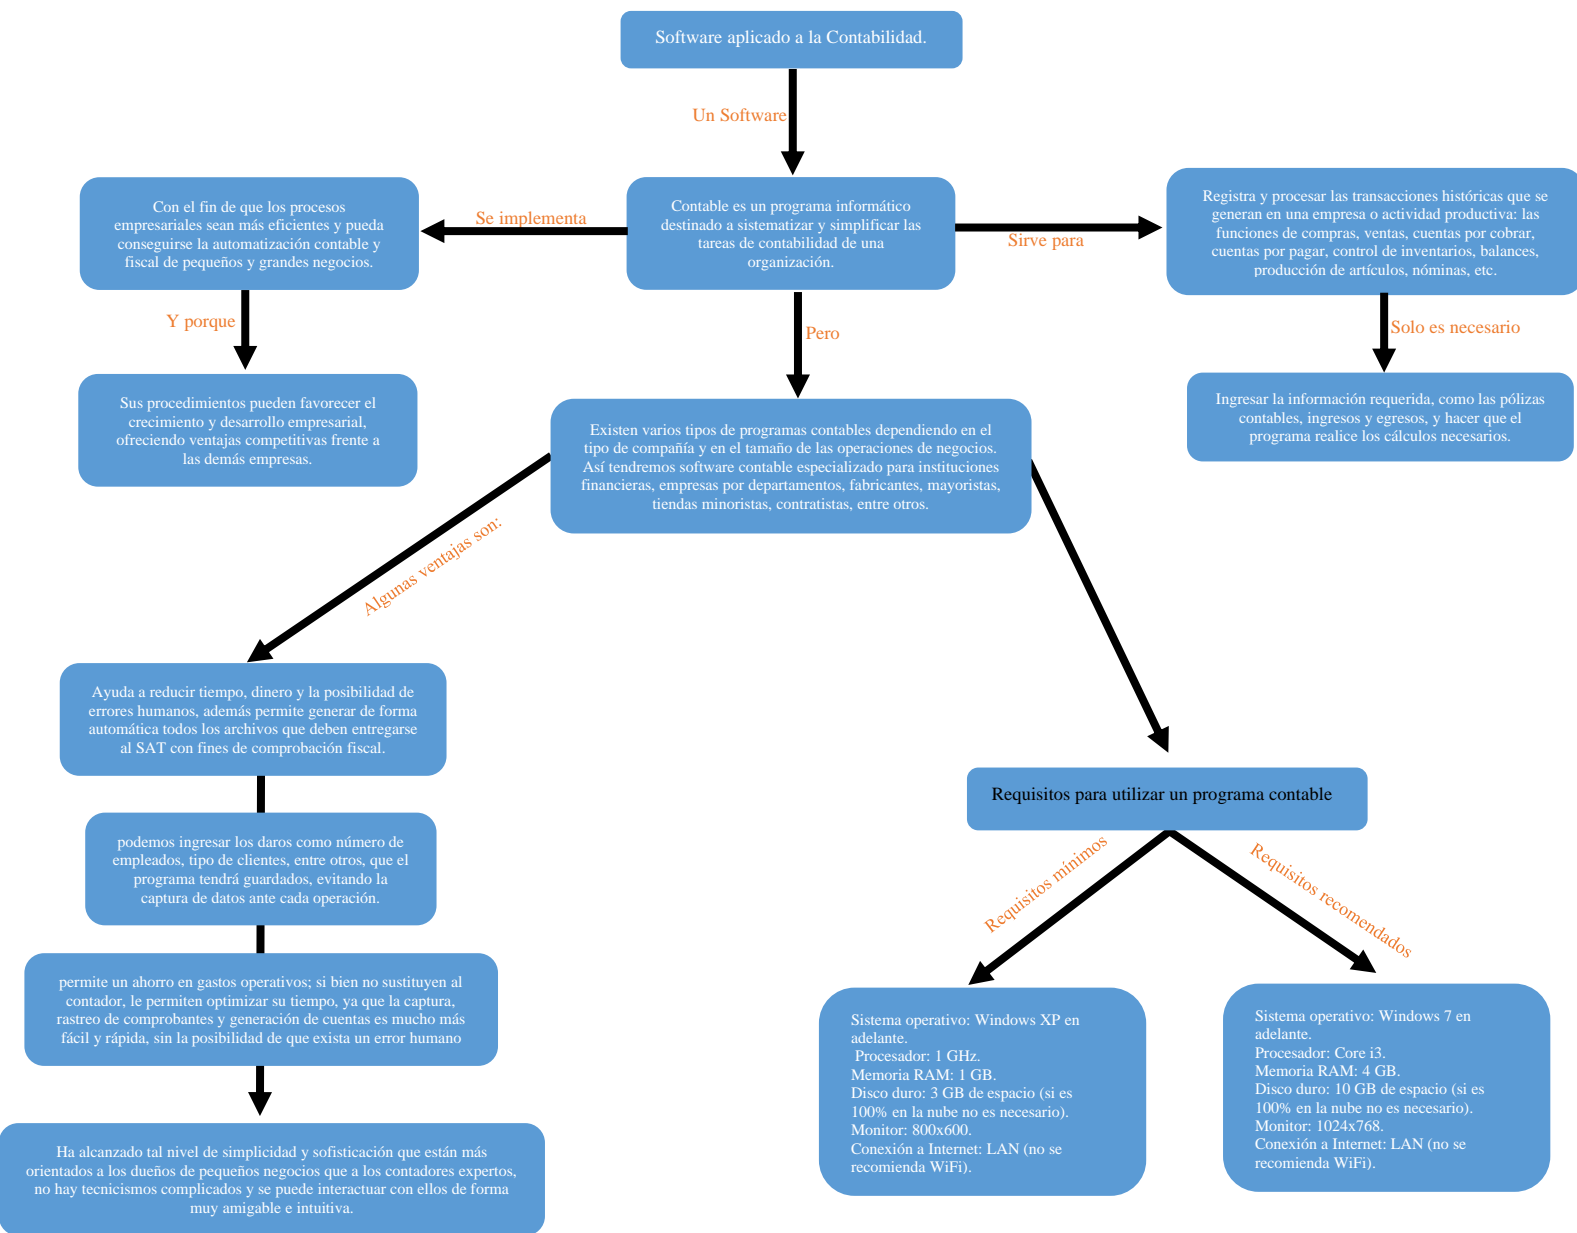 Software aplicado a la Contabilidad.
Un Software
Con el fin de que los procesos
empresariales sean más eficientes y pueda
conseguirse la automatización contable y
fiscal de pequeños y grandes negocios.
Se implementa
Contable es un programa informático
destinado a sistematizar y simplificar las
tareas de contabilidad de una
organización.
Sirve para
Registra y procesar las transacciones históricas que se
generan en una empresa o actividad productiva: las
funciones de compras, ventas, cuentas por cobrar,
cuentas por pagar, control de inventarios, balances,
producción de artículos, nóminas, etc.
Y porque
Pero
Solo es necesario
Sus procedimientos pueden favorecer el
crecimiento y desarrollo empresarial,
ofreciendo ventajas competitivas frente a
las demás empresas.
Existen varios tipos de programas contables dependiendo en el
tipo de compañía y en el tamaño de las operaciones de negocios.
Así tendremos software contable especializado para instituciones
financieras, empresas por departamentos, fabricantes, mayoristas,
tiendas minoristas, contratistas, entre otros.
Ingresar la información requerida, como las pólizas
contables, ingresos y egresos, y hacer que el
programa realice los cálculos necesarios.
Algunas ventajas son:
Ayuda a reducir tiempo, dinero y la posibilidad de
errores humanos, además permite generar de forma
automática todos los archivos que deben entregarse
al SAT con fines de comprobación fiscal.
podemos ingresar los daros como número de
empleados, tipo de clientes, entre otros, que el
programa tendrá guardados, evitando la
captura de datos ante cada operación.
permite un ahorro en gastos operativos; si bien no sustituyen al
contador, le permiten optimizar su tiempo, ya que la captura,
rastreo de comprobantes y generación de cuentas es mucho más
fácil y rápida, sin la posibilidad de que exista un error humano
Ha alcanzado tal nivel de simplicidad y sofisticación que están más
orientados a los dueños de pequeños negocios que a los contadores expertos,
no hay tecnicismos complicados y se puede interactuar con ellos de forma
muy amigable e intuitiva.
Requisitos para utilizar un programa contable
Requisitos mínimos
Requisitos recomendados
Sistema operativo: Windows XP en
adelante.
Procesador: 1 GHz.
Memoria RAM: 1 GB.
Disco duro: 3 GB de espacio (si es
100% en la nube no es necesario).
Monitor: 800x600.
Conexión a Internet: LAN (no se
recomienda WiFi).
Sistema operativo: Windows 7 en
adelante.
Procesador: Core i3.
Memoria RAM: 4 GB.
Disco duro: 10 GB de espacio (si es
100% en la nube no es necesario).
Monitor: 1024x768.
Conexión a Internet: LAN (no se
recomienda WiFi).